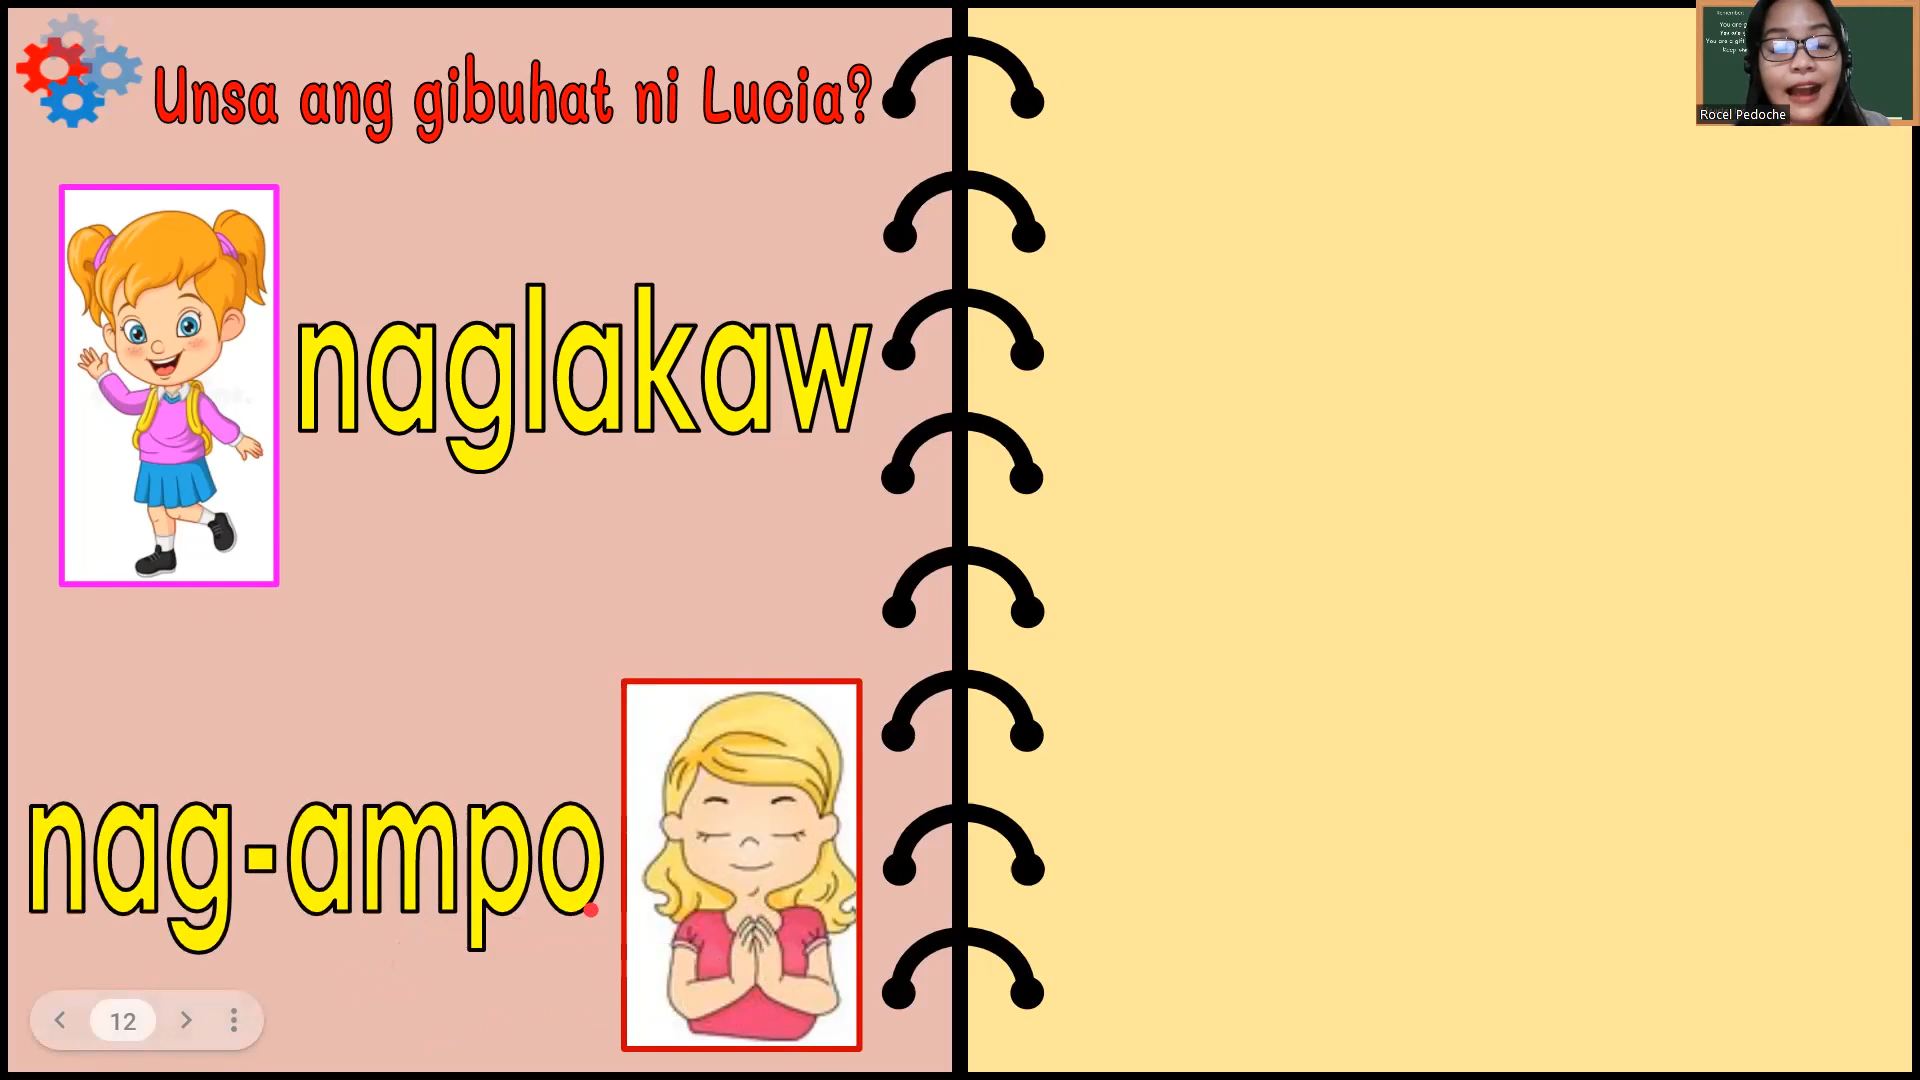 Unsa ang gibuhat ni Lucia?
naglakaw
nag-ampo
12
Rocel Pedoche